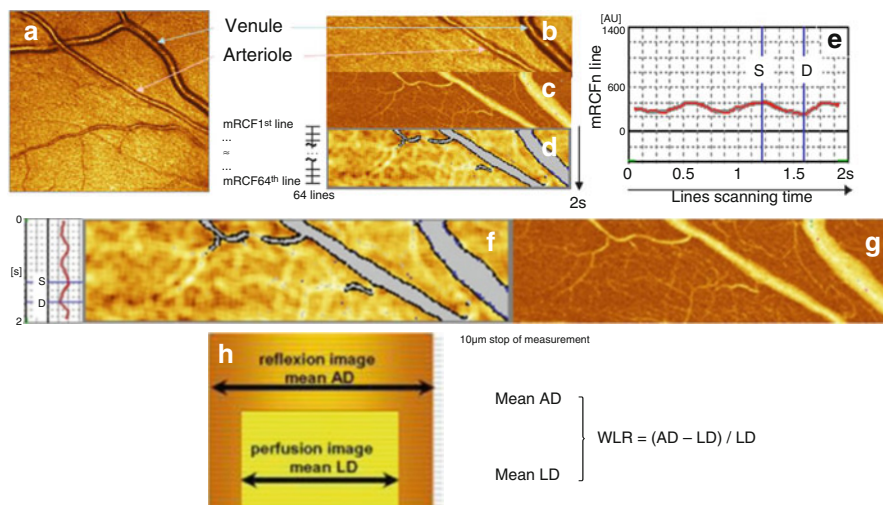 a
Venule
Arteriole
b
c
d
mRCF1st line
...
≈
...
mRCF64th line
64 lines
2s
[AU]
1400
e
mRCFn line
S D
600
0
0 0.5 1 1.5 2s
Lines scanning time
0
[s]
S
D
2
f
g
h
reflexion image
mean AD
perfusion image
mean LD
10µm stop of measurement
Mean AD
WLR = (AD – LD) / LD
Mean LD